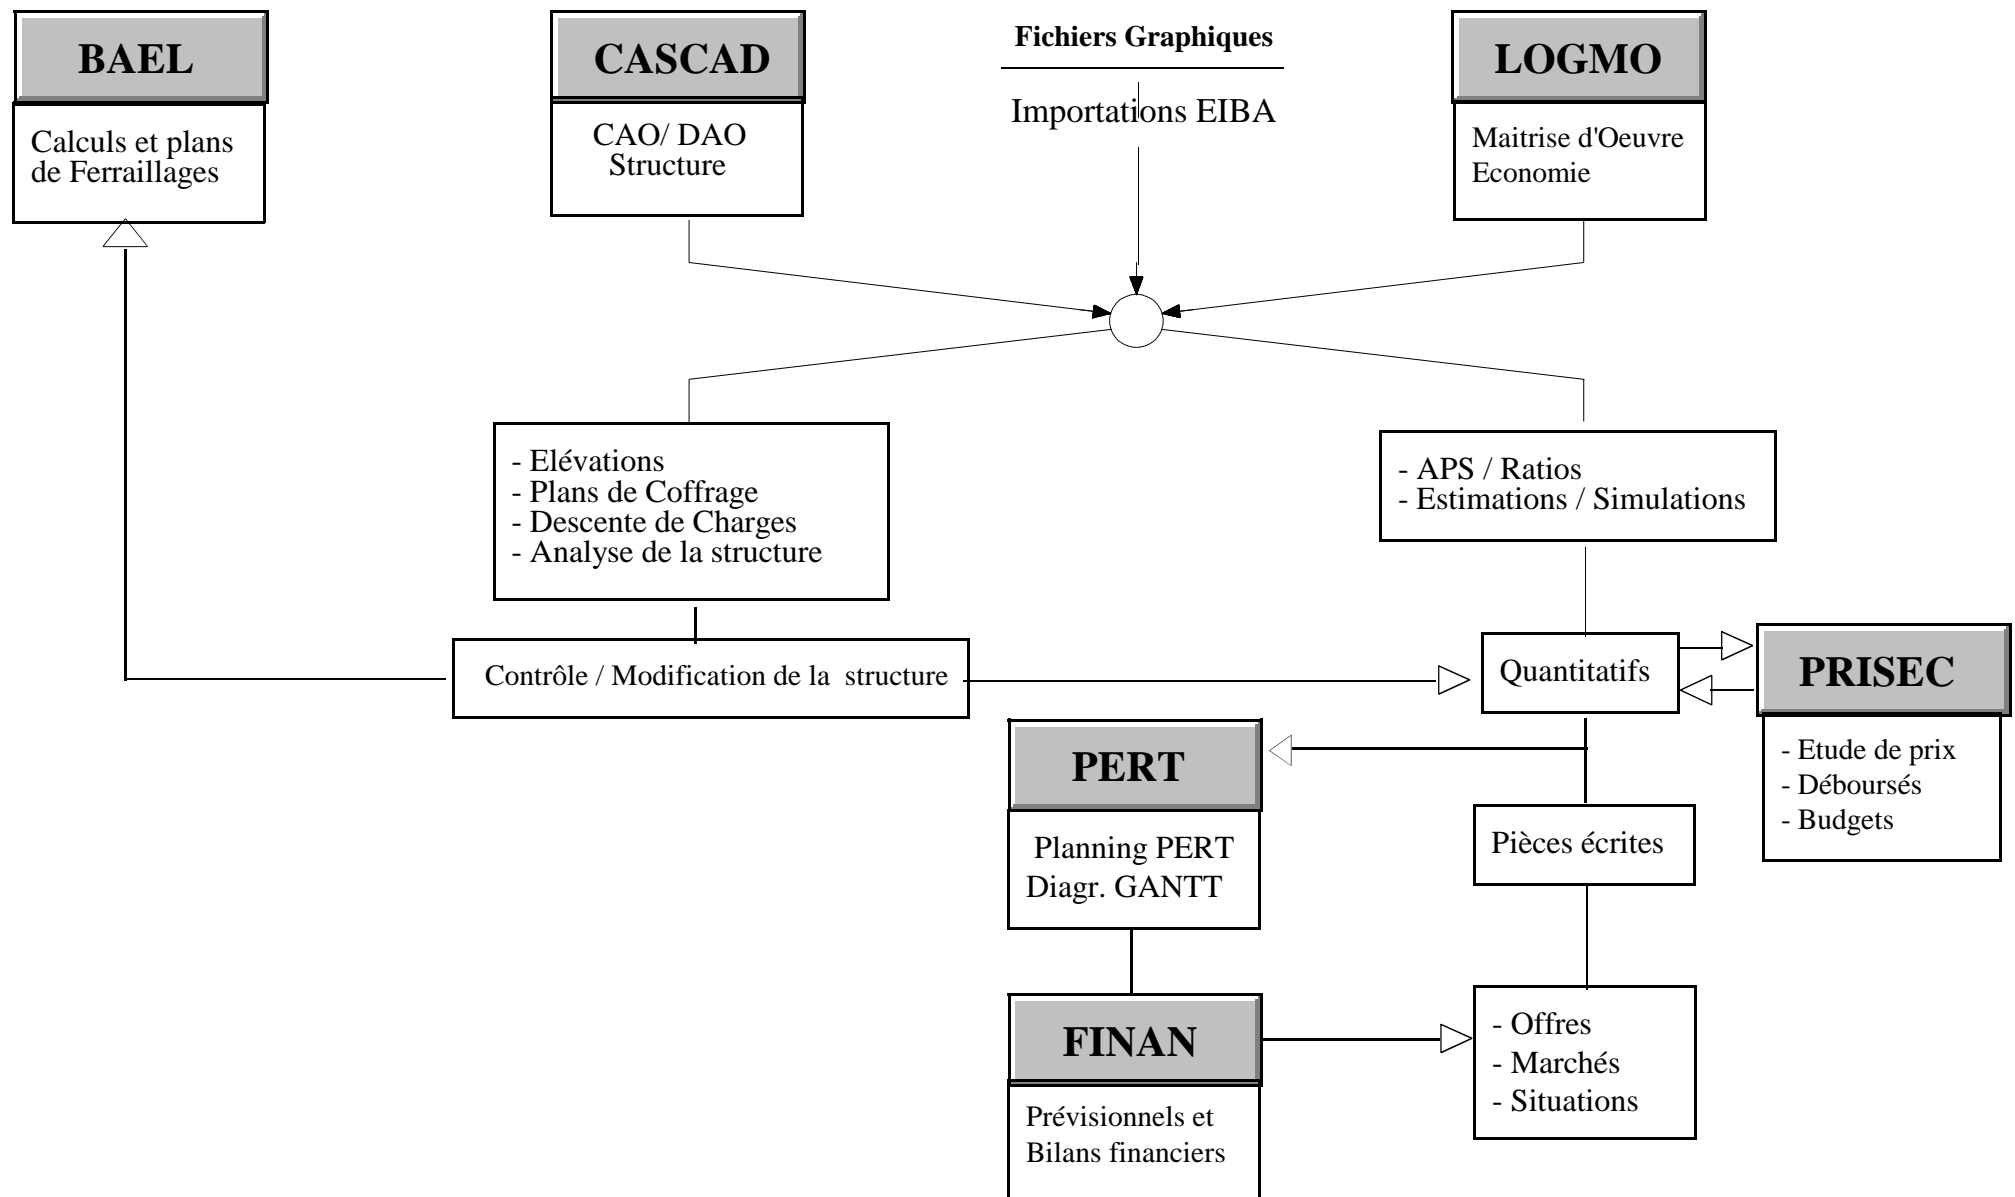 BAEL
Calculs et plans
de Ferraillages
CASCAD
CAO/ DAO
Structure
Fichiers Graphiques
Importations EIBA
LOGMO
Maitrise d'Oeuvre
Economie
- Elévations
- Plans de Coffrage
- Descente de Charges
- Analyse de la structure
- APS / Ratios
- Estimations / Simulations
Contrôle / Modification de la structure
Quantitatifs
PRISEC
- Etude de prix
- Déboursés
- Budgets
PERT
Planning PERT
Diagr. GANTT
Pièces écrites
FINAN
Prévisionnels et
Bilans financiers
- Offres
- Marchés
- Situations